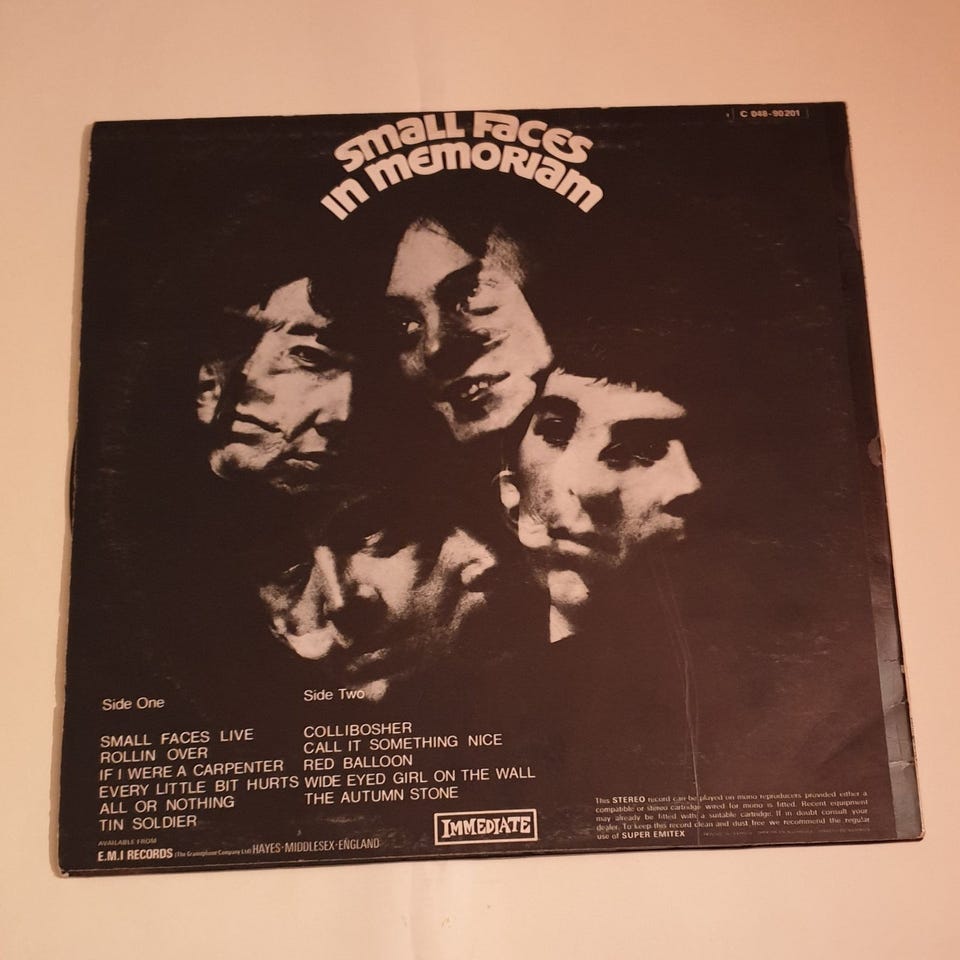 C 048-90201
SMALL FACES
IN MEMORIAM
Side One
SMALL FACES LIVE
ROLLIN OVER
IF I WERE A CARPENTER
EVERY LITTLE BIT HURTS
ALL OR NOTHING
TIN SOLDIER
Side Two
COLLIBOSHER
CALL IT SOMETHING NICE
RED BALLOON
WIDE EYED GIRL ON THE WALL
THE AUTUMN STONE
AVAILABLE FROM
E.M.I RECORDS (The Gramophone Company Ltd) HAYES·MIDDLESEX·ENGLAND
IMMEDIATE
This STEREO record can be played on mono reproducers provided either a
compatible or stereo cartridge wired for mono is fitted. Recent equipment
may already be fitted with a suitable cartridge. If in doubt consult your
dealer. To keep this record clean and dust free we recommend the regular
use of SUPER EMITEX